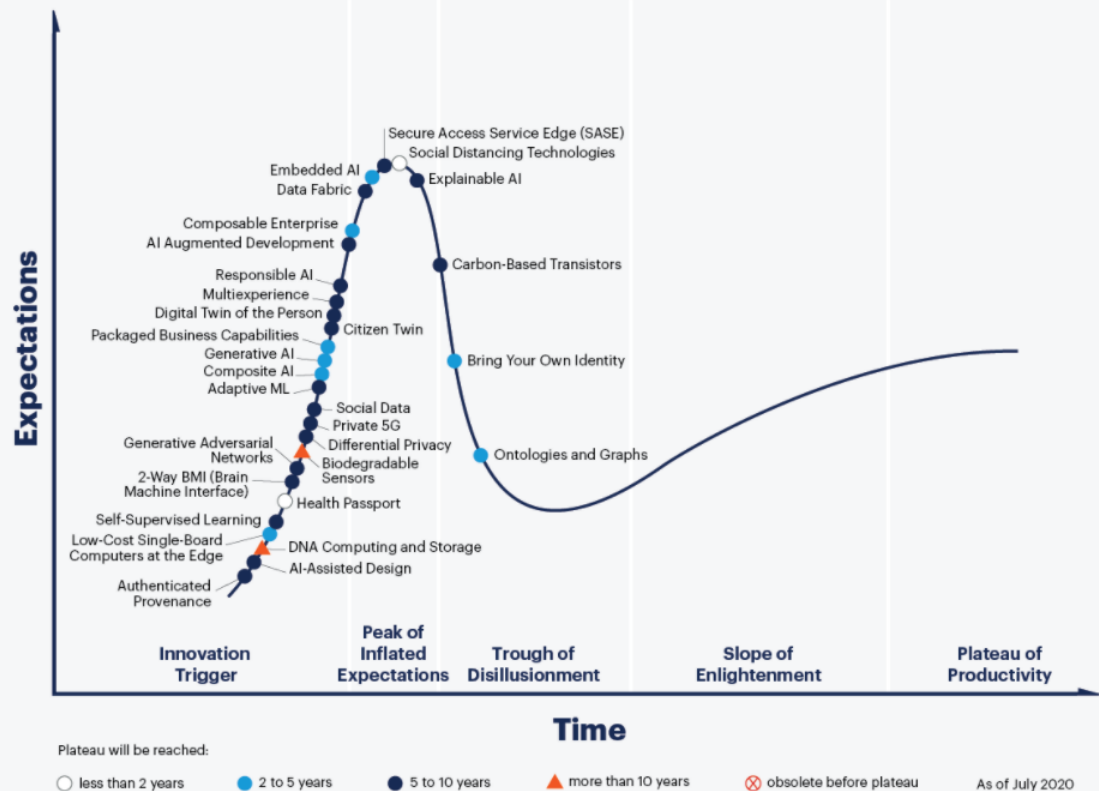 Secure Access Service Edge (SASE)
Social Distancing Technologies
Embedded AI
Explainable AI
Data Fabric
Composable Enterprise
AI Augmented Development
Carbon-Based Transistors
Responsible AI
Multiexperience
Digital Twin of the Person
Citizen Twin
Packaged Business Capabilities
Generative AI
Bring Your Own Identity
Composite AI
Adaptive ML
Social Data
Private 5G
Generative Adversarial
Networks
Differential Privacy
Ontologies and Graphs
Biodegradable
Sensors
2-Way BMI (Brain
Machine Interface)
Health Passport
Self-Supervised Learning
Low-Cost Single-Board
Computers at the Edge
DNA Computing and Storage
AI-Assisted Design
Authenticated
Provenance
Expectations
Innovation
Trigger
Peak of
Inflated
Expectations
Trough of
Disillusionment
Slope of
Enlightenment
Plateau of
Productivity
Time
Plateau will be reached:
less than 2 years
2 to 5 years
5 to 10 years
more than 10 years
obsolete before plateau
As of July 2020